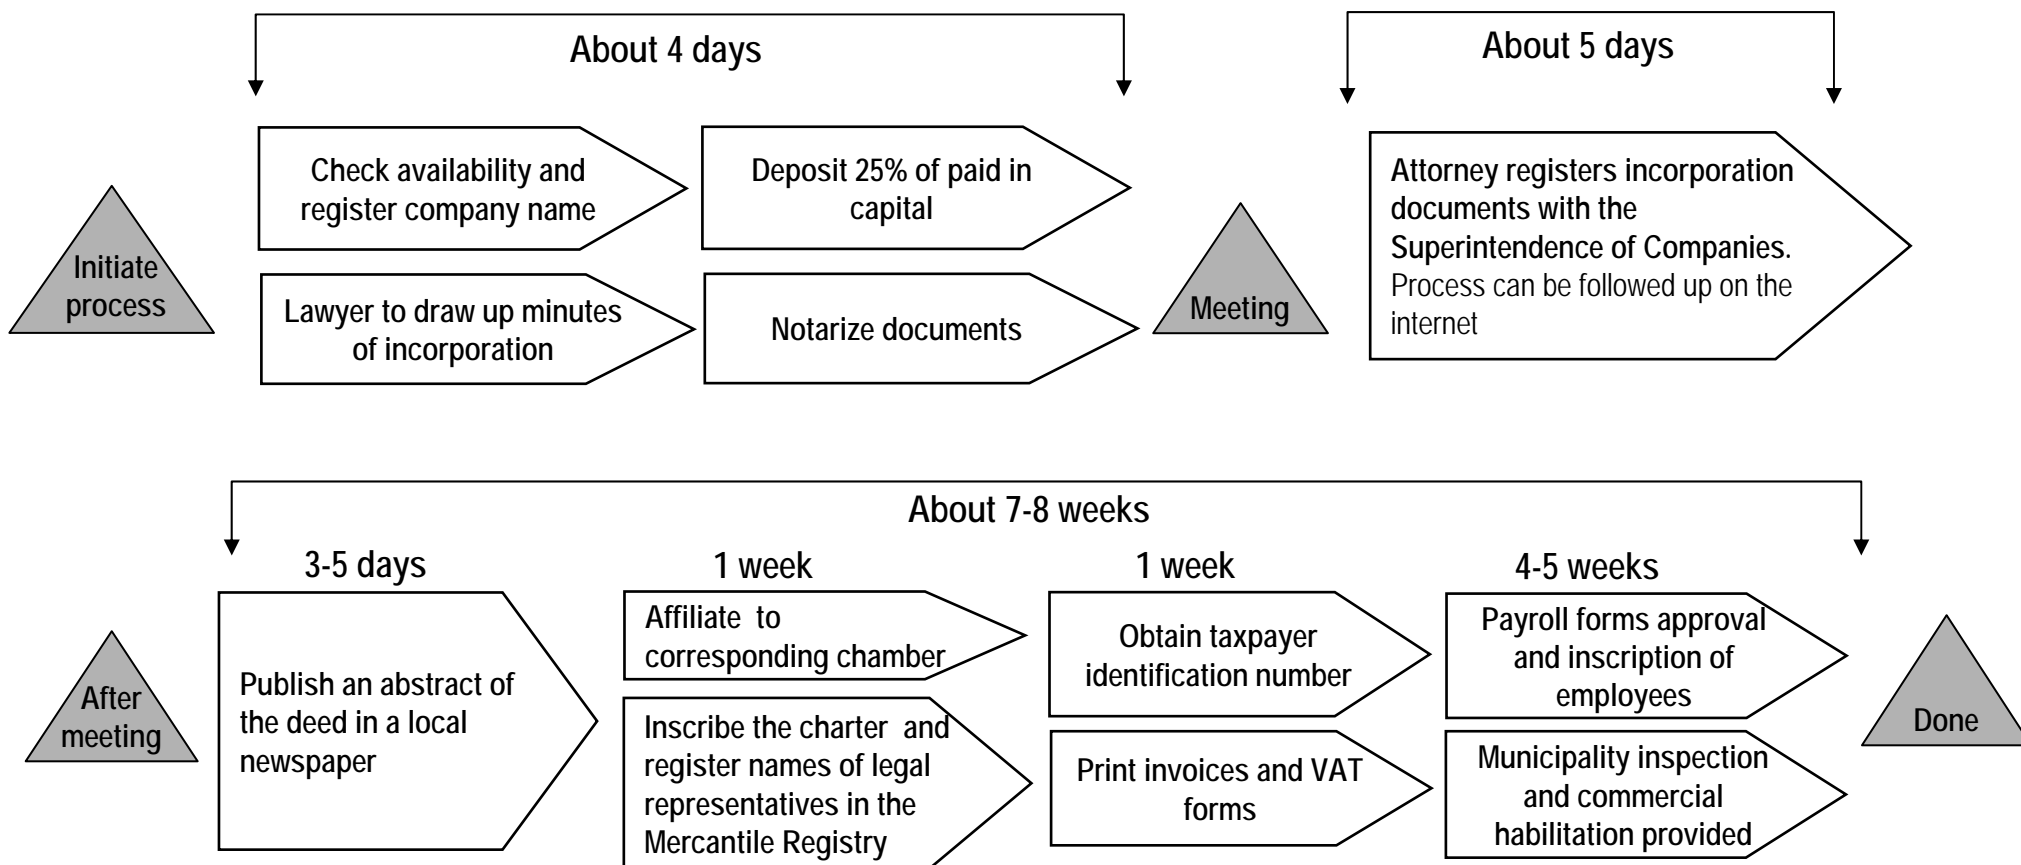 About 4 days
About 5 days
Initiate
process
Check availability and
register company name
Deposit 25% of paid in
capital
Lawyer to draw up minutes
of incorporation
Notarize documents
Meeting
Attorney registers incorporation
documents with the
Superintendence of Companies.
Process can be followed up on the
internet
About 7-8 weeks
3-5 days
1 week
1 week
4-5 weeks
After
meeting
Publish an abstract of
the deed in a local
newspaper
Affiliate to
corresponding chamber
Inscribe the charter and
register names of legal
representatives in the
Mercantile Registry
Obtain taxpayer
identification number
Print invoices and VAT
forms
Payroll forms approval
and inscription of
employees
Municipality inspection
and commercial
habilitation provided
Done